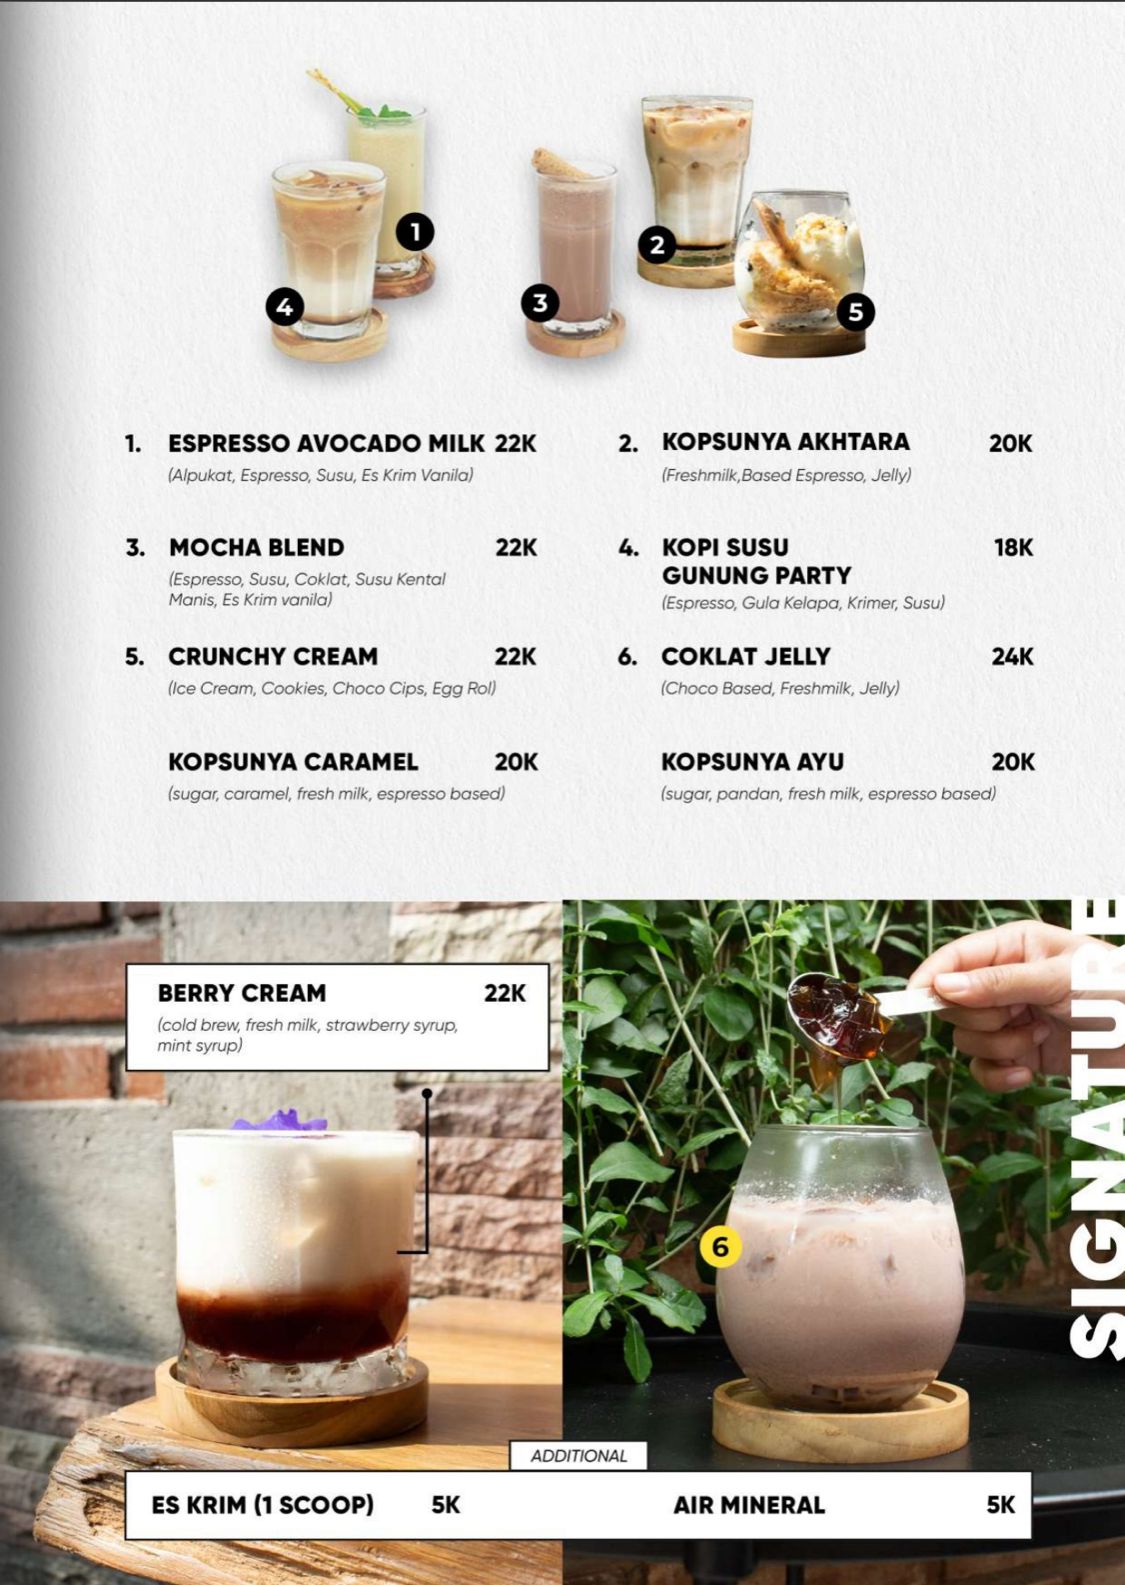 1
4
3
2
5
1. ESPRESSO AVOCADO MILK 22K
(Alpukat, Espresso, Susu, Es Krim Vanila)
2. KOPSUNYA AKHTARA 20K
(Freshmilk,Based Espresso, Jelly)
3. MOCHA BLEND 22K
(Espresso, Susu, Coklat, Susu Kental
Manis, Es Krim vanila)
4. KOPI SUSU 18K
GUNUNG PARTY
(Espresso, Gula Kelapa, Krimer, Susu)
5. CRUNCHY CREAM 22K
(Ice Cream, Cookies, Choco Cips, Egg Rol)
6. COKLAT JELLY 24K
(Choco Based, Freshmilk, Jelly)
KOPSUNYA CARAMEL 20K
(sugar, caramel, fresh milk, espresso based)
KOPSUNYA AYU 20K
(sugar, pandan, fresh milk, espresso based)
BERRY CREAM 22K
(cold brew, fresh milk, strawberry syrup,
mint syrup)
6
SIGNATURE
ADDITIONAL
ES KRIM (1 SCOOP) 5K
AIR MINERAL 5K